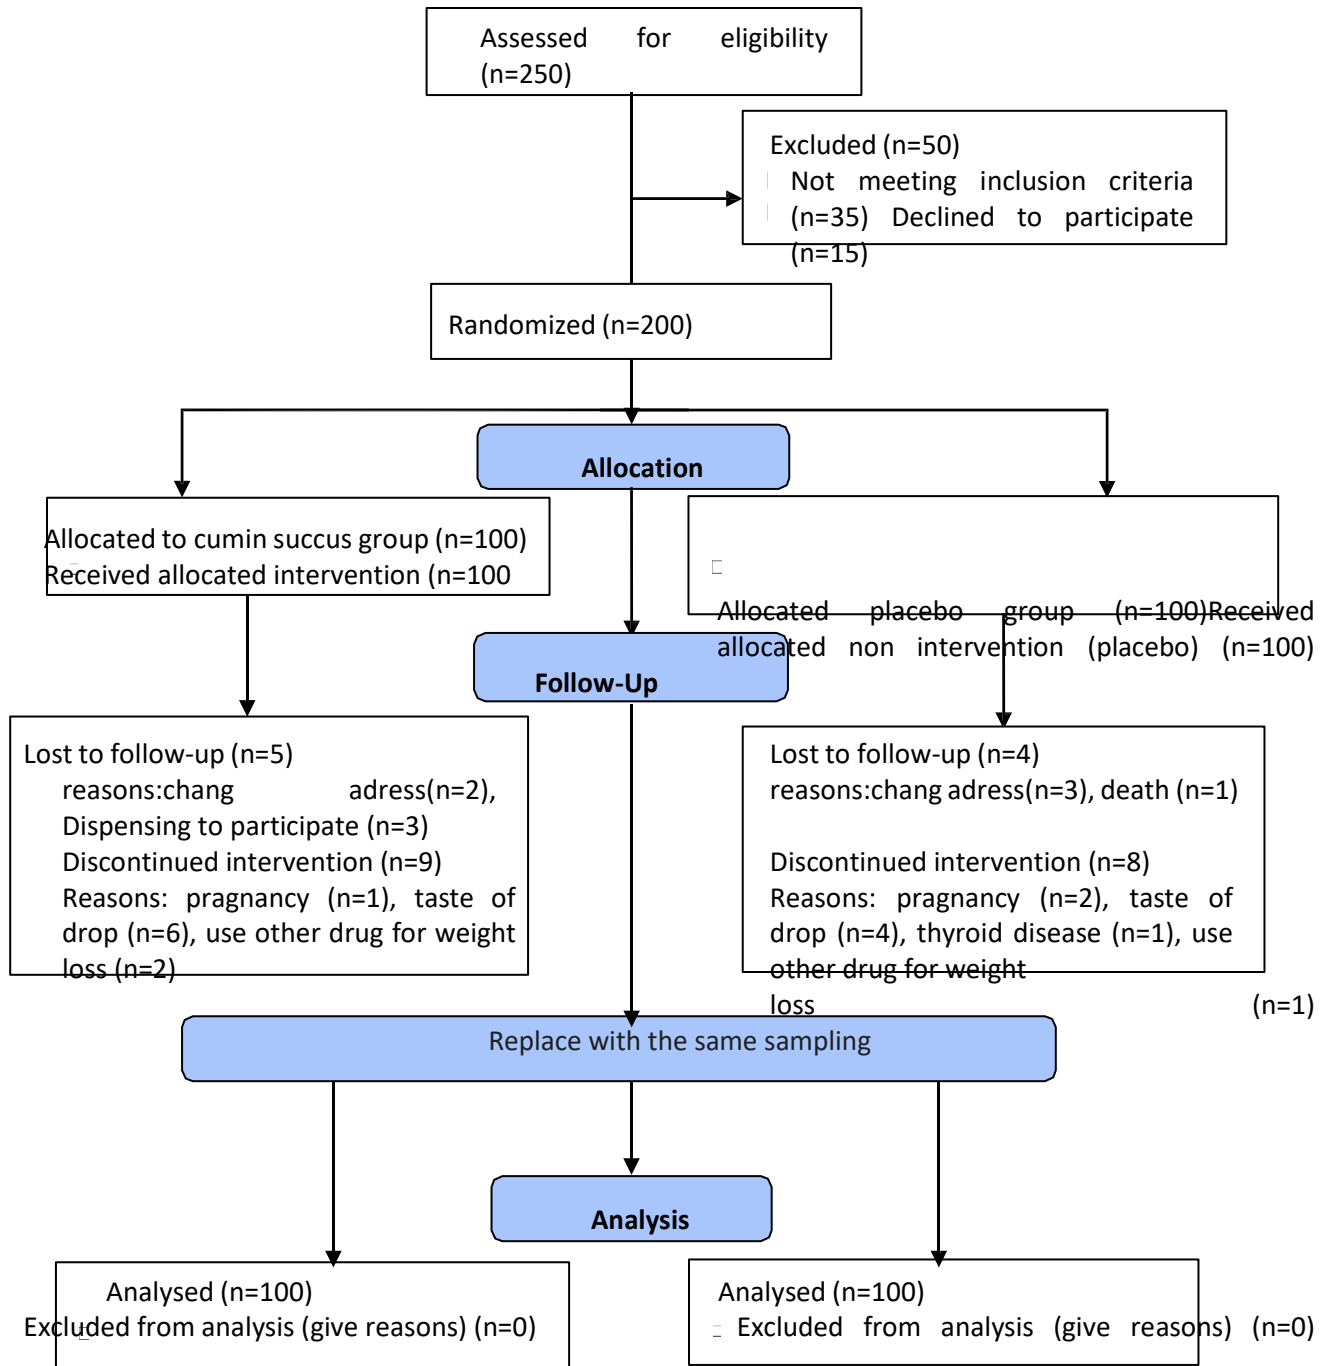 Assessed for eligibility
(n=250)
Excluded (n=50)
Not meeting inclusion criteria
(n=35) Declined to participate
(n=15)
Randomized (n=200)
Allocation
Allocated to cumin succus group (n=100)
Received allocated intervention (n=100
Allocated placebo group (n=100)Received
allocated non intervention (placebo) (n=100)
Follow-Up
Lost to follow-up (n=5)
reasons:chang adress(n=2),
Dispensing to participate (n=3)
Discontinued intervention (n=9)
Reasons: pragnancy (n=1), taste of
drop (n=6), use other drug for weight
loss (n=2)
Lost to follow-up (n=4)
reasons:chang adress(n=3), death (n=1)
Discontinued intervention (n=8)
Reasons: pragnancy (n=2), taste of
drop (n=4), thyroid disease (n=1), use
other drug for weight
loss (n=1)
Replace with the same sampling
Analysis
Analysed (n=100)
Excluded from analysis (give reasons) (n=0)
Analysed (n=100)
Excluded from analysis (give reasons) (n=0)